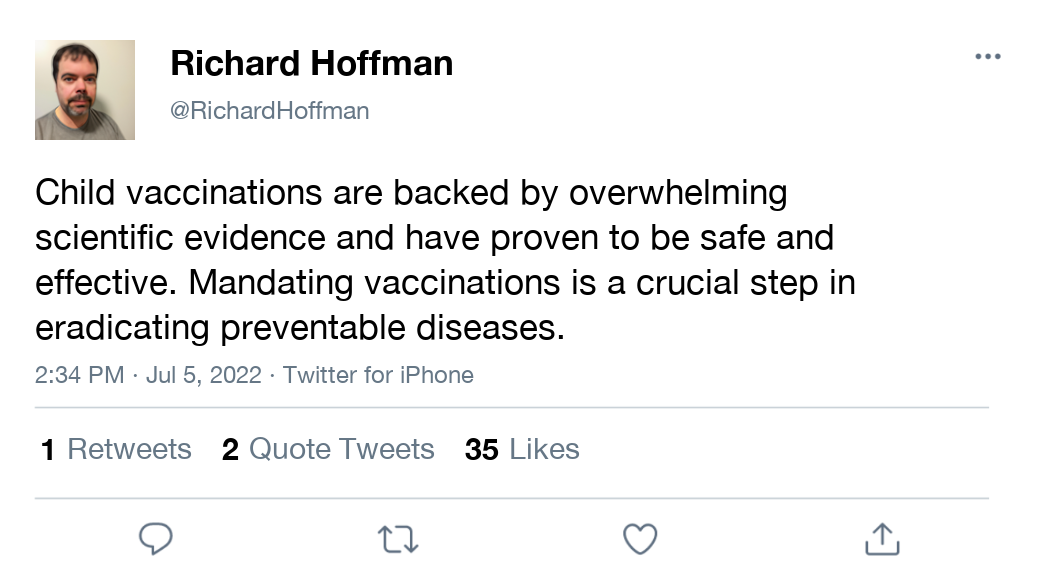 Richard Hoffman
@RichardHoffman
Child vaccinations are backed by overwhelming
scientific evidence and have proven to be safe and
effective. Mandating vaccinations is a crucial step in
eradicating preventable diseases.
2:34 PM · Jul 5, 2022 · Twitter for iPhone
1 Retweets 2 Quote Tweets 35 Likes